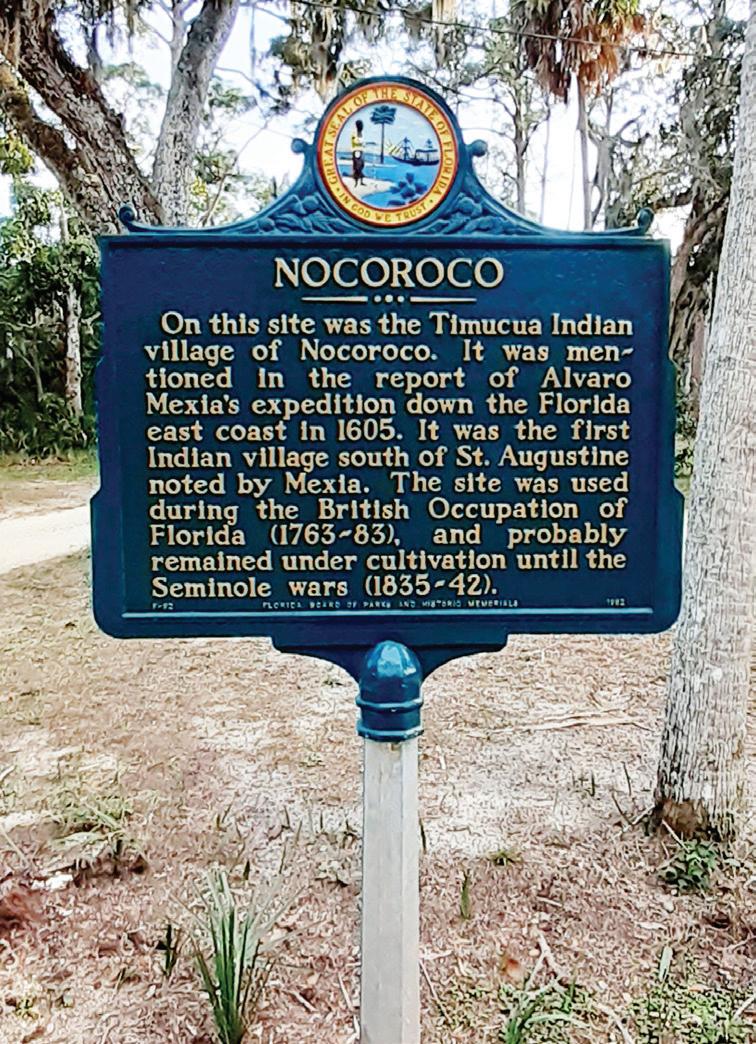 GREAT SEAL OF THE STATE OF FLORIDA
IN GOD WE TRUST
NOCOROCO
On this site was the Timucua Indian
village of Nocoroco. It was men-
tioned in the report of Alvaro
Mexia's expedition down the Florida
east coast in 1605. It was the first
Indian village south of St. Augustine
noted by Mexia. The site was used
during the British Occupation of
Florida (1763-83), and probably
remained under cultivation until the
Seminole wars (1835-42).
F-92 FLORIDA BOARD OF PARKS AND HISTORIC MEMORIALS 1962